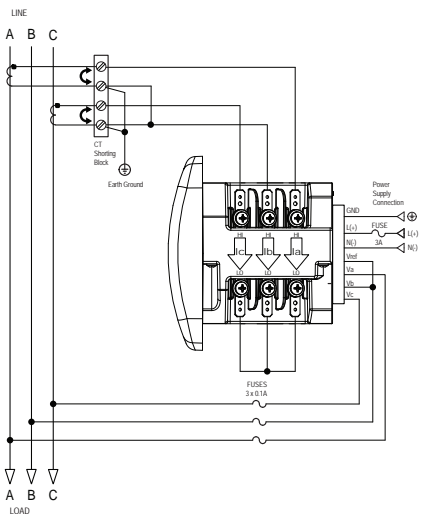 LINE
A B C
CT
Shorting
Block
Earth Ground
Power
Supply
Connection
GND
L(+)
FUSE
L(+)
N(-)
3A
N(-)
Vref
Va
Vb
Vc
HI HI HI
Ic Ib Ia
LO LO LO
FUSES
3 x 0.1A
A B C
LOAD